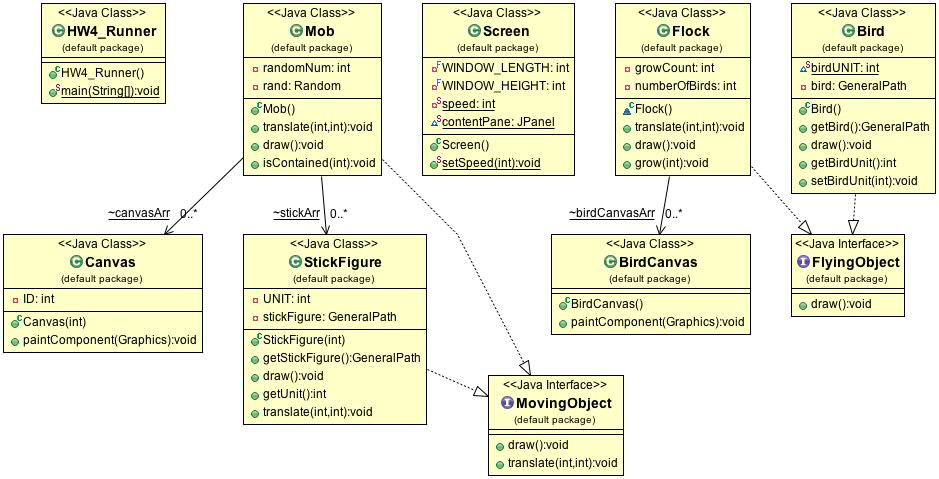 <<Java Class>>
HW4_Runner
(default package)
HW4_Runner()
main(String[]):void
<<Java Class>>
Mob
(default package)
randomNum: int
rand: Random
Mob()
translate(int,int):void
draw():void
isContained(int):void
<<Java Class>>
Screen
(default package)
WINDOW_LENGTH: int
WINDOW_HEIGHT: int
speed: int
contentPane: JPanel
Screen()
setSpeed(int):void
<<Java Class>>
Flock
(default package)
growCount: int
numberOfBirds: int
Flock()
translate(int,int):void
draw():void
grow(int):void
<<Java Class>>
Bird
(default package)
birdUNIT: int
bird: GeneralPath
Bird()
getBird():GeneralPath
draw():void
getBirdUnit():int
setBirdUnit(int):void
~canvasArr 0..*
~stickArr 0..*
~birdCanvasArr 0..*
<<Java Class>>
Canvas
(default package)
ID: int
Canvas(int)
paintComponent(Graphics):void
<<Java Class>>
StickFigure
(default package)
UNIT: int
stickFigure: GeneralPath
StickFigure(int)
getStickFigure():GeneralPath
draw():void
getUnit():int
translate(int,int):void
<<Java Class>>
BirdCanvas
(default package)
BirdCanvas()
paintComponent(Graphics):void
<<Java Interface>>
FlyingObject
(default package)
draw():void
<<Java Interface>>
MovingObject
(default package)
draw():void
translate(int,int):void